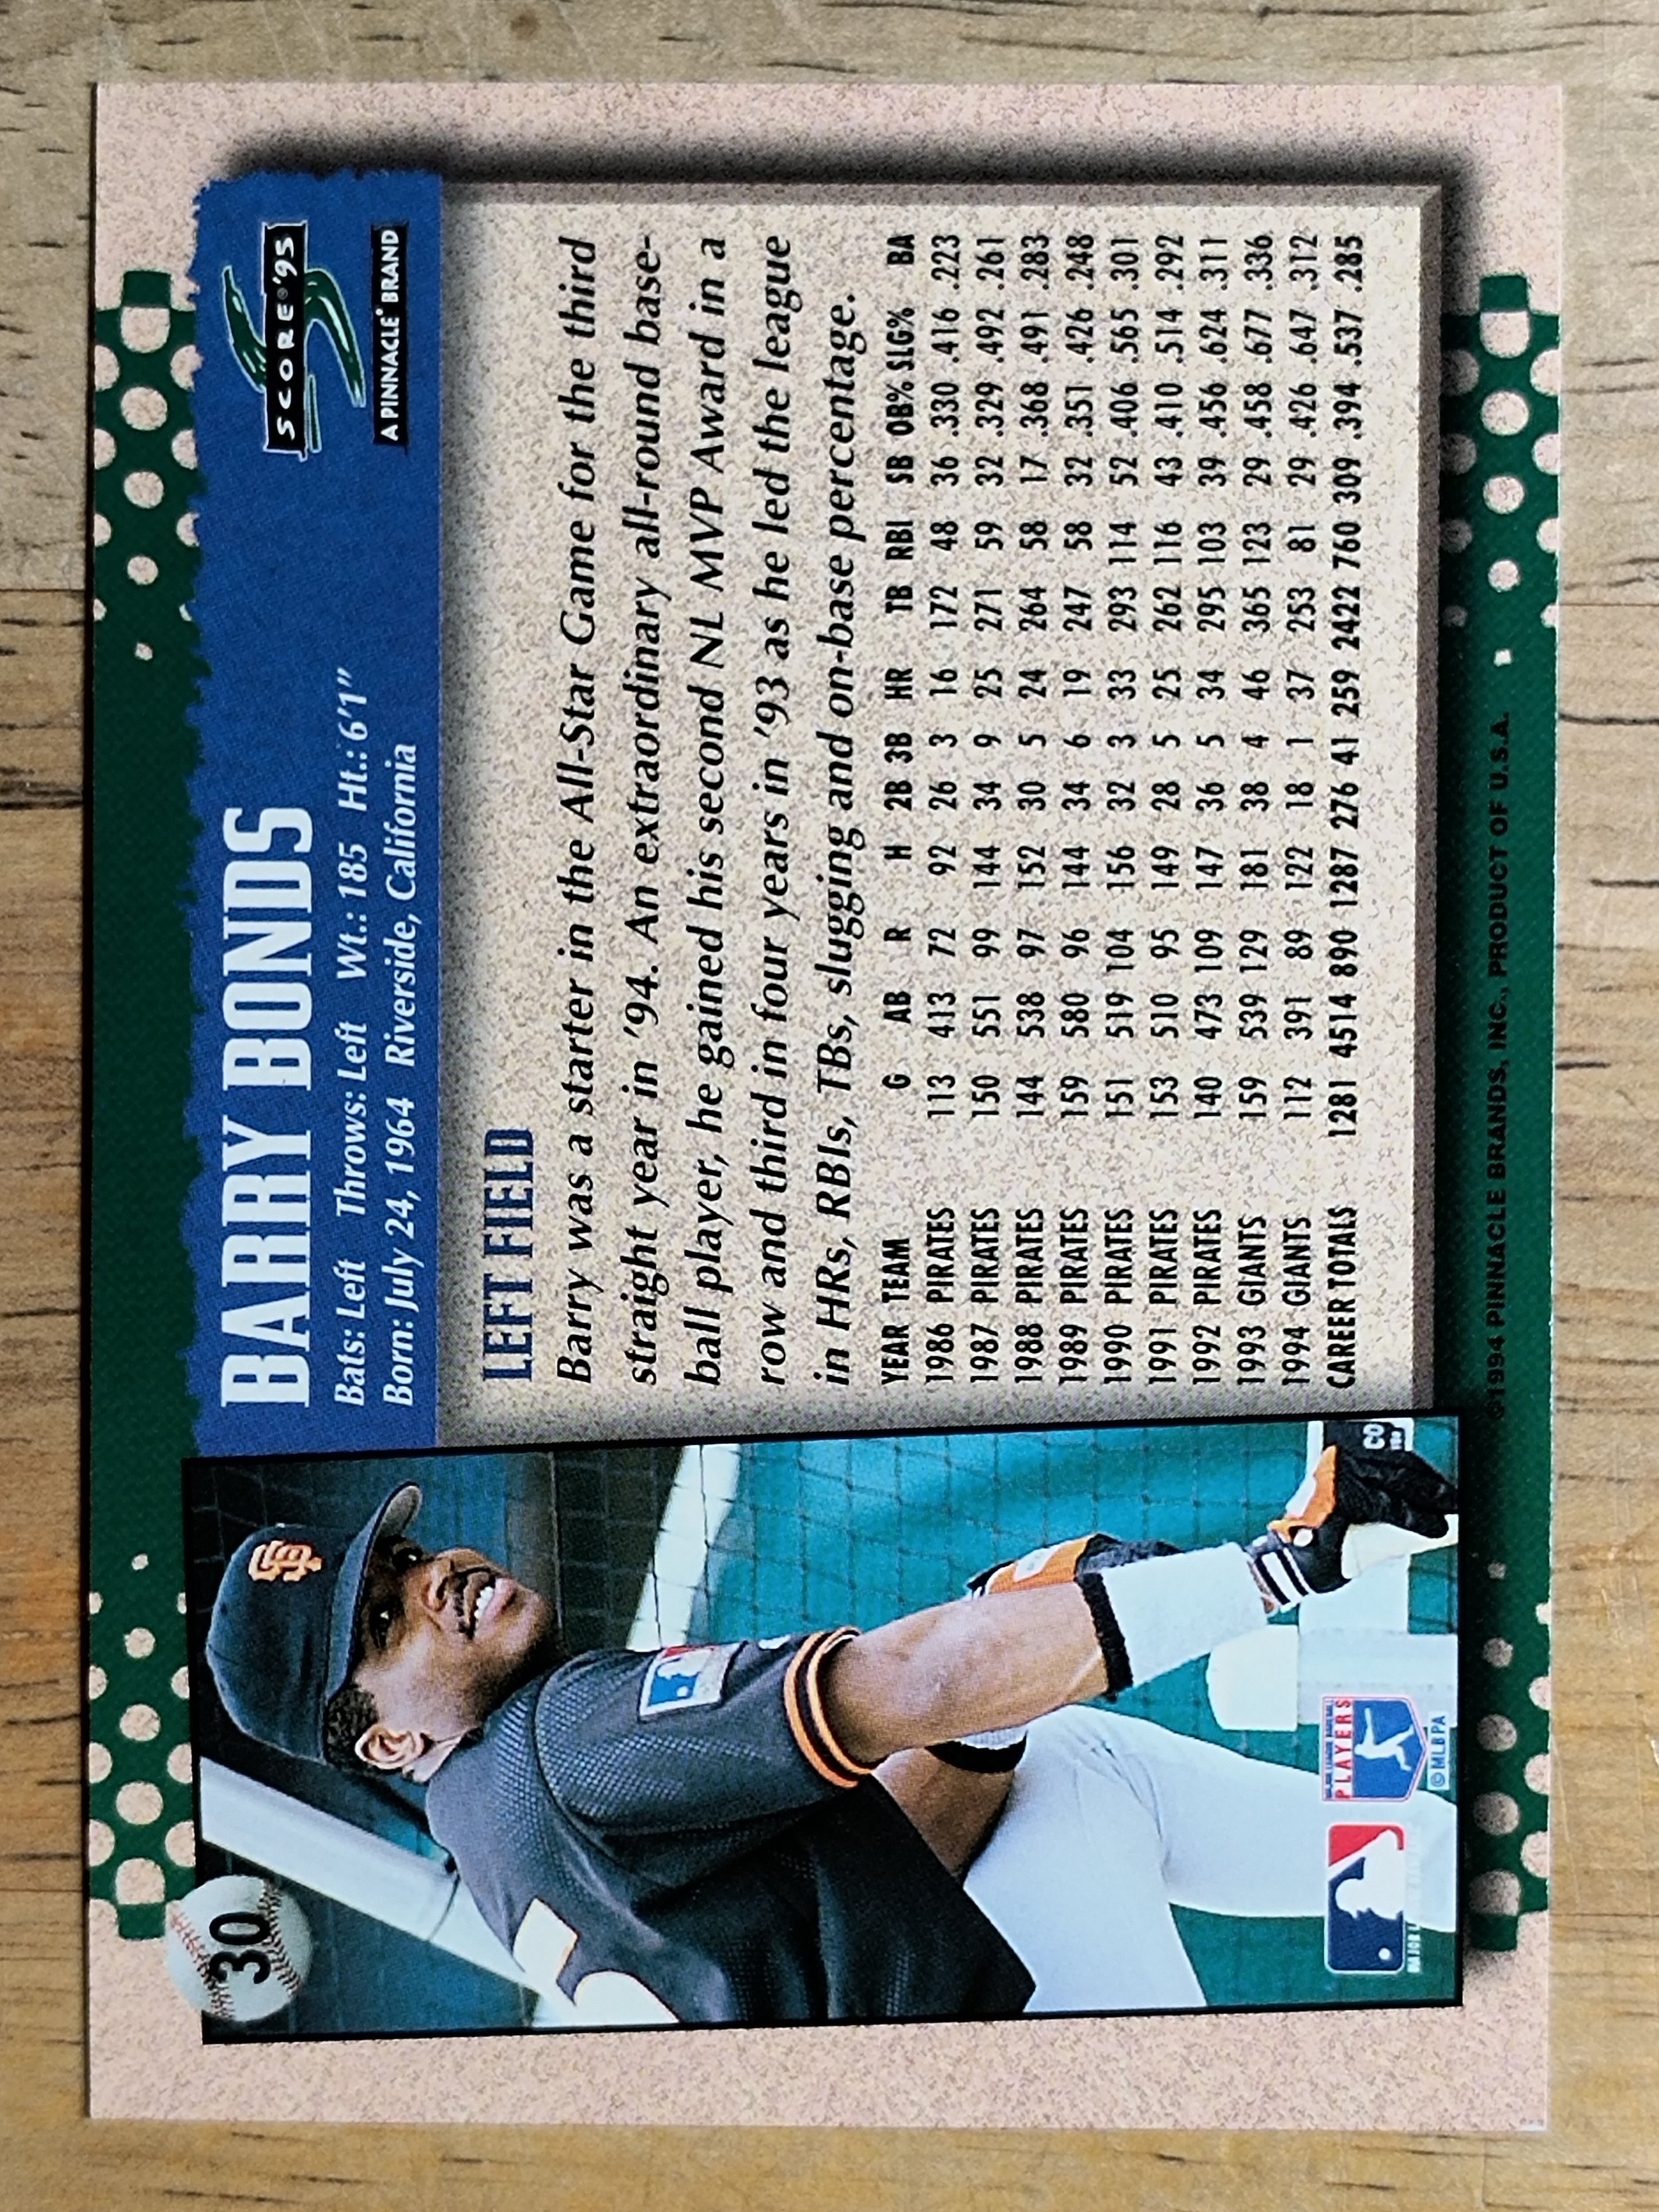 30
BARRY BONDS
Bats: Left Throws: Left Wt.: 185 Ht.: 6'1"
Born: July 24, 1964 Riverside, California
SCORE®'95
A PINNACLE® BRAND
LEFT FIELD
Barry was a starter in the All-Star Game for the third
straight year in '94. An extraordinary all-round base-
ball player, he gained his second NL MVP Award in a
row and third in four years in '93 as he led the league
in HRs, RBIs, TBs, slugging and on-base percentage.
YEAR TEAM G AB R H 2B 3B HR TB RBI SB OB% SLG% BA
1986 PIRATES 113 413 72 92 26 3 16 172 48 36 .330 .416 .223
1987 PIRATES 150 551 99 144 34 9 25 271 59 32 .329 .492 .261
1988 PIRATES 144 538 97 152 30 5 24 264 58 17 .368 .491 .283
1989 PIRATES 159 580 96 144 34 6 19 247 58 32 .351 .426 .248
1990 PIRATES 151 519 104 156 32 3 33 293 114 52 .406 .565 .301
1991 PIRATES 153 510 95 149 28 5 25 262 116 43 .410 .514 .292
1992 PIRATES 140 473 109 147 36 5 34 295 103 39 .456 .624 .311
1993 GIANTS 159 539 129 181 38 4 46 365 123 29 .458 .677 .336
1994 GIANTS 112 391 89 122 18 1 37 253 81 29 .426 .647 .312
CAREER TOTALS 1281 4514 890 1287 276 41 259 2422 760 309 .394 .537 .285
SF
PLAYERS
©MLBPA
©1994 PINNACLE BRANDS, INC., PRODUCT OF U.S.A.